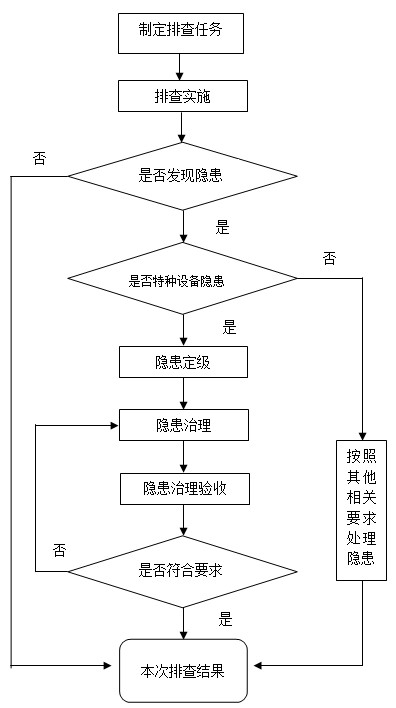 制定排查任务
排查实施
否
是否发现隐患
是
否
是否特种设备隐患
是
隐患定级
隐患治理
按照
其他
相关
要求
处理
隐患
隐患治理验收
否
是否符合要求
是
本次排查结果